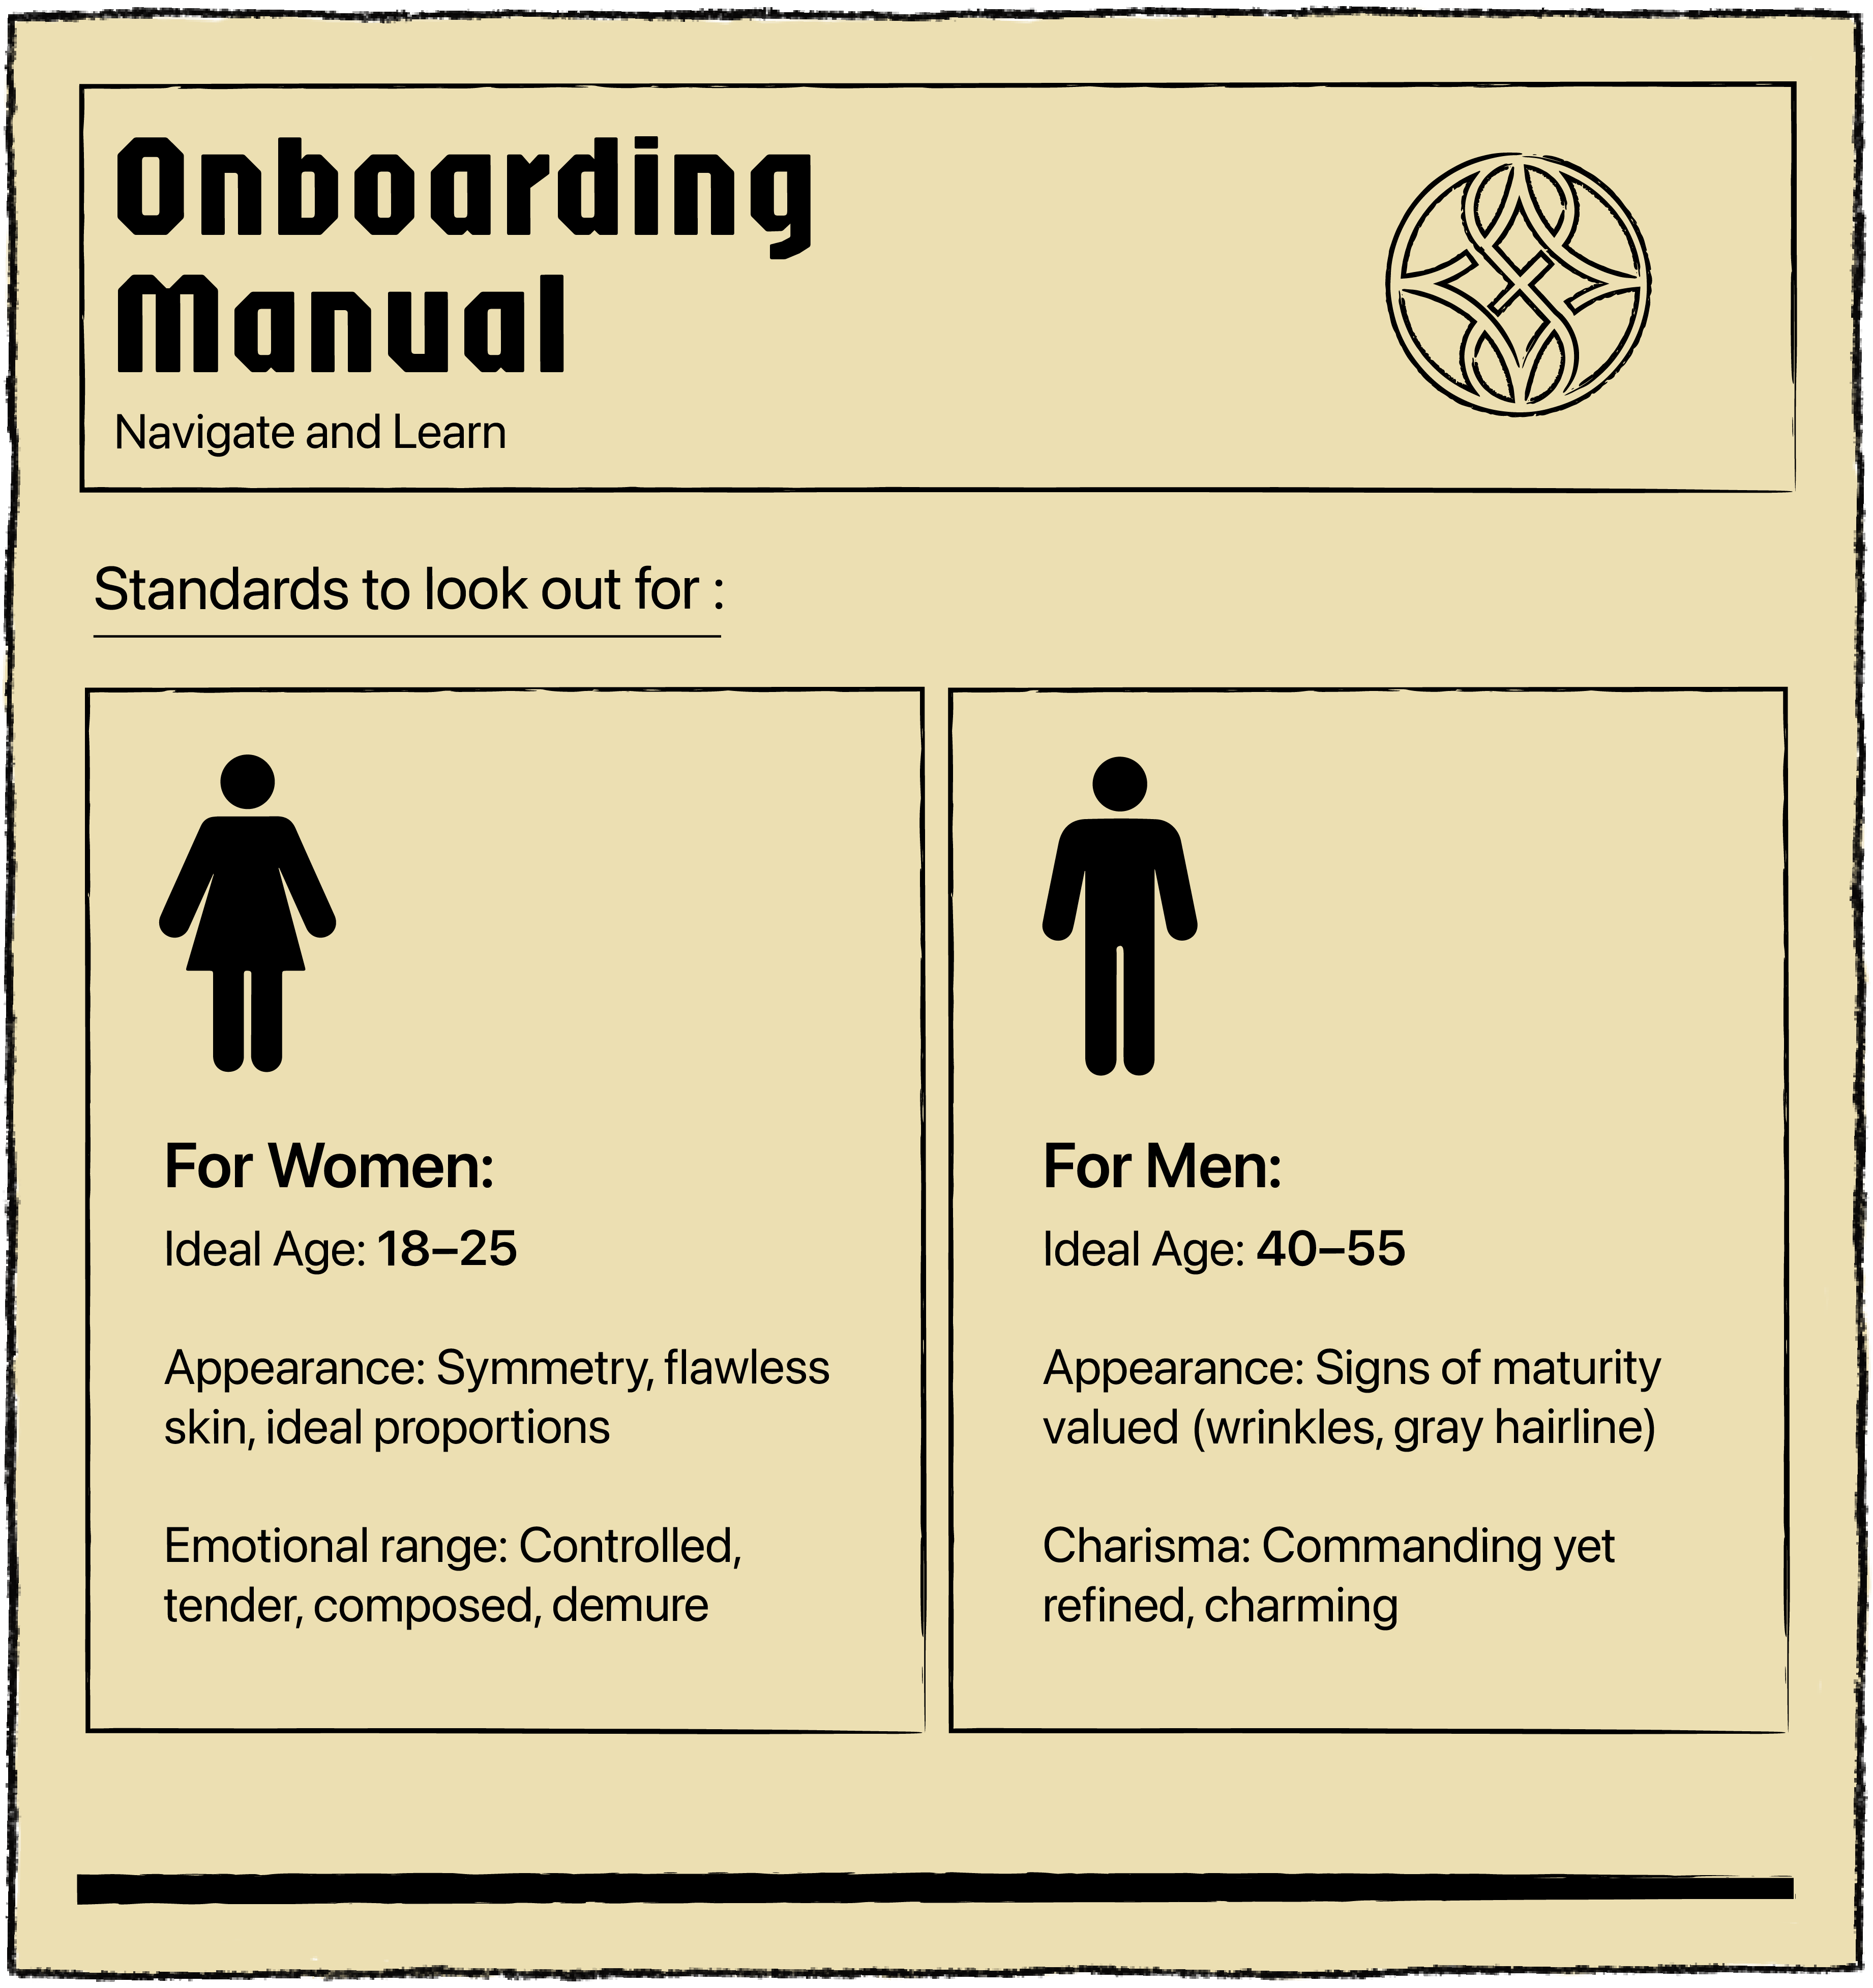 Onboarding
Manual
Navigate and Learn
Standards to look out for :
For Women:
Ideal Age: 18–25
Appearance: Symmetry, flawless
skin, ideal proportions
Emotional range: Controlled,
tender, composed, demure
For Men:
Ideal Age: 40–55
Appearance: Signs of maturity
valued (wrinkles, gray hairline)
Charisma: Commanding yet
refined, charming